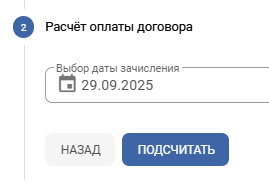 2 Расчёт оплаты договора
Выбор даты зачисления
29.09.2025
НАЗАД ПОДСЧИТАТЬ